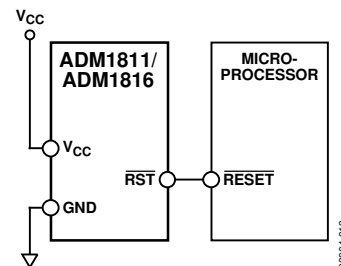 VCC
ADM1811/
ADM1816
MICRO-
PROCESSOR
VCC
RST
RESET
GND